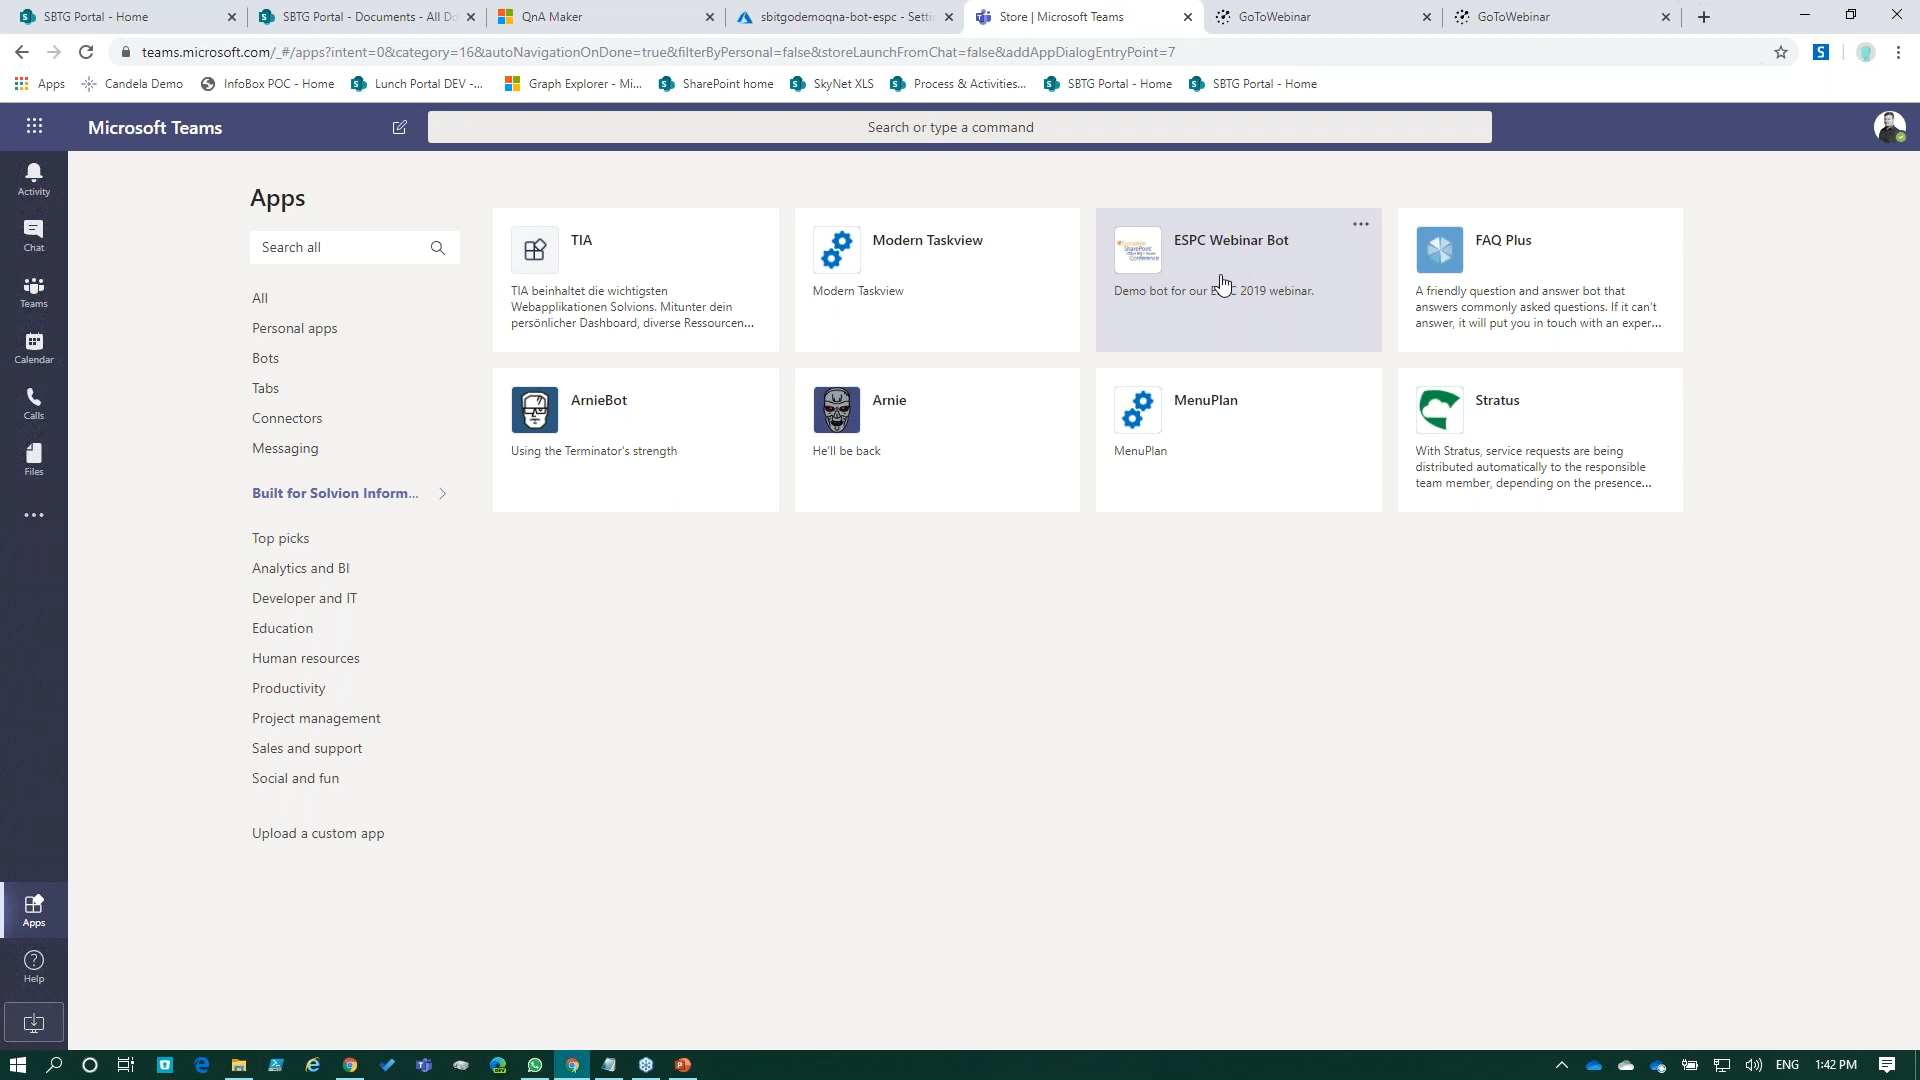 SBTG Portal - Home
SBTG Portal - Documents - All Do
QnA Maker
sbitgodemoqna-bot-espc - Setti
Store | Microsoft Teams
GoToWebinar
GoToWebinar
teams.microsoft.com/_#/apps?intent=0&category=16&autoNavigationOnDone=true&filterByPersonal=false&storeLaunchFromChat=false&addAppDialogEntryPoint=7
Apps
Candela Demo
InfoBox POC - Home
Lunch Portal DEV -...
Graph Explorer - Mi...
SharePoint home
SkyNet XLS
Process & Activities...
SBTG Portal - Home
SBTG Portal - Home
Microsoft Teams
Search or type a command
Activity
Chat
Teams
Calendar
Calls
Files
Apps
Help
Apps
Search all
All
Personal apps
Bots
Tabs
Connectors
Messaging
Built for Solvion Inform...
Top picks
Analytics and BI
Developer and IT
Education
Human resources
Productivity
Project management
Sales and support
Social and fun
Upload a custom app
TIA
TIA beinhaltet die wichtigsten
Webapplikationen Solvions. Mitunter dein
persönlicher Dashboard, diverse Ressourcen...
Modern Taskview
Modern Taskview
European
SharePoint
Office 365 & Azure
Conference
ESPC Webinar Bot
Demo bot for our E C 2019 webinar.
FAQ Plus
A friendly question and answer bot that
answers commonly asked questions. If it can't
answer, it will put you in touch with an exper...
ArnieBot
Using the Terminator's strength
Arnie
He'll be back
MenuPlan
MenuPlan
Stratus
With Stratus, service requests are being
distributed automatically to the responsible
team member, depending on the presence...
ENG
1:42 PM